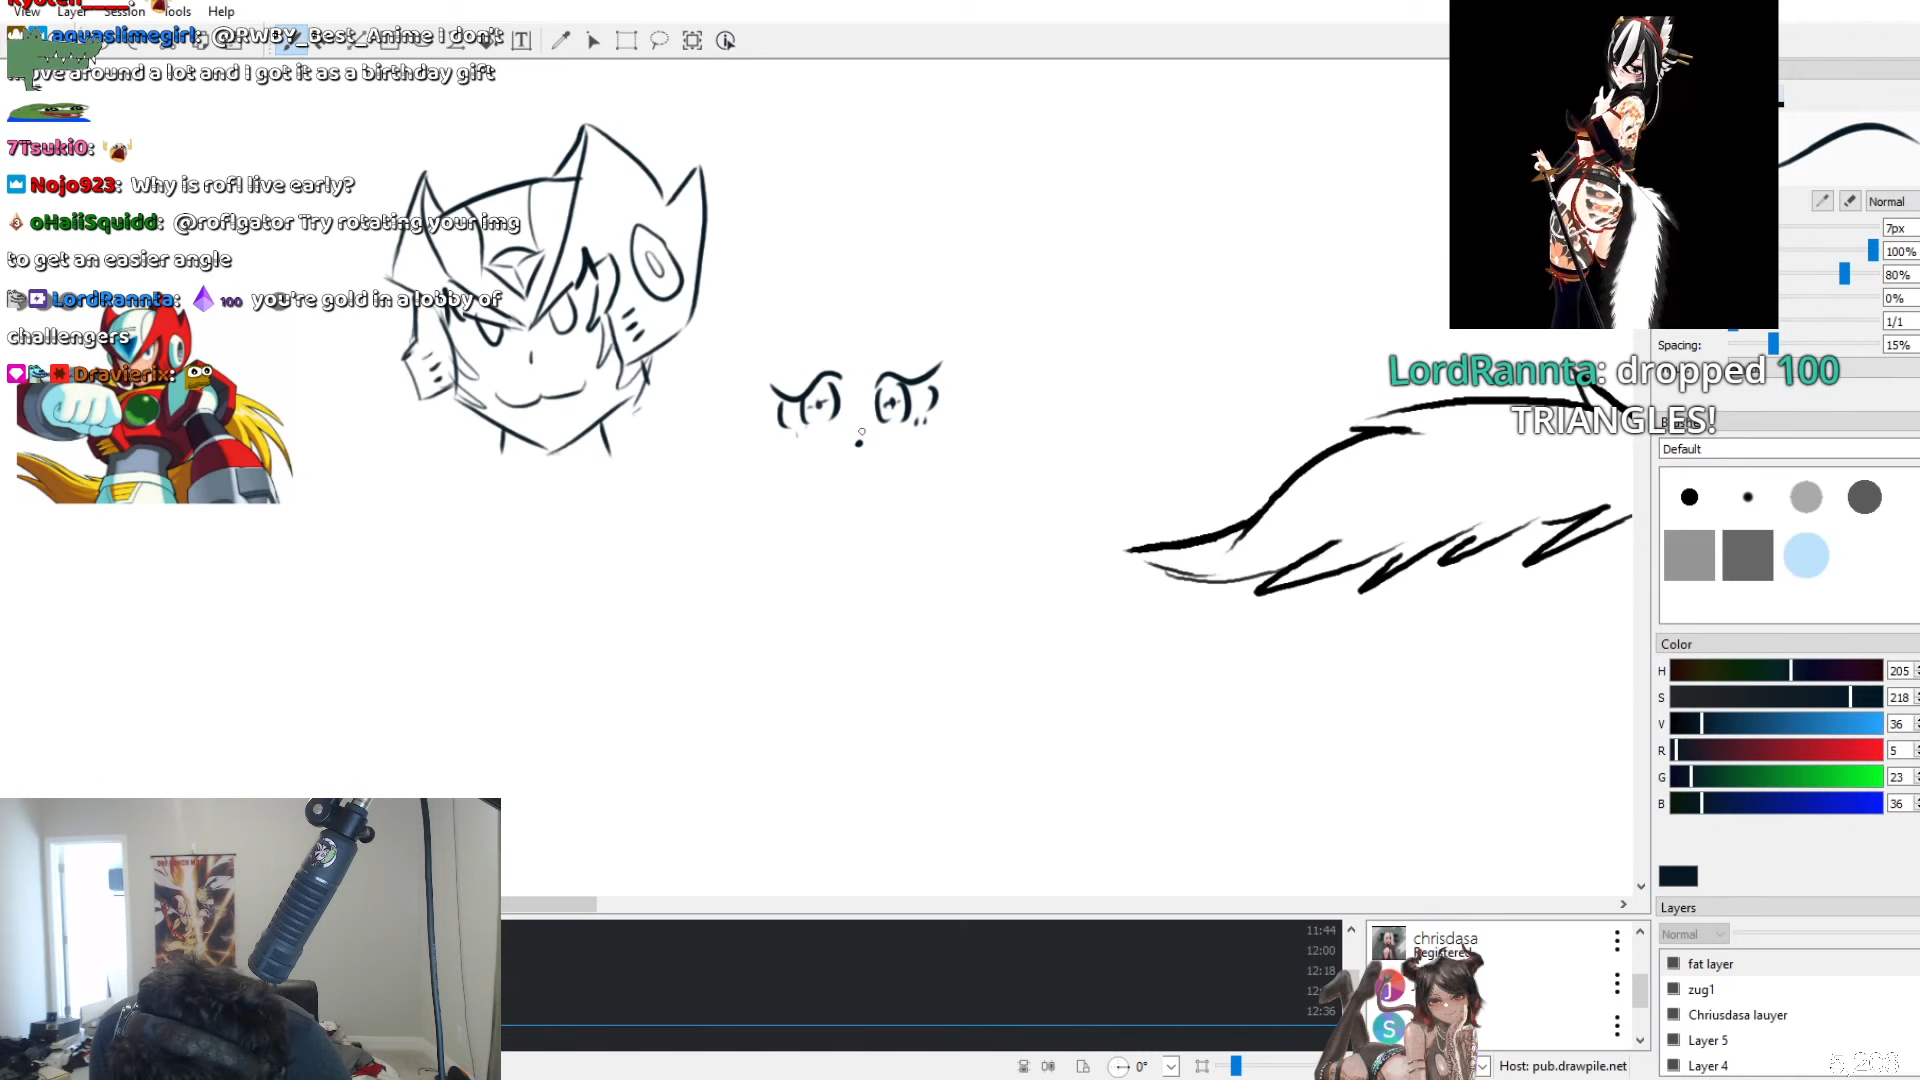 View Layer Session Tools Help
aquaslimegirl: @RWBY_Best_Anime I don't
move around a lot and I got it as a birthday gift
7Tsuki0:
Nojo923: Why is rofl live early?
oHaiiSquidd: @roflgator Try rotating your img
to get an easier angle
LordRannta: 100 you're gold in a lobby of
challengers
Dravierix:
Normal
7px
100%
80%
0%
1/1
Spacing: 15%
LordRannta: dropped 100
TRIANGLES!
Default
Color
H 205
S 218
V 36
R 5
G 23
B 36
Layers
Normal
fat layer
zug1
Chriusdasa lauyer
Layer 5
Layer 4
11:44
12:00
12:18
12:36
chrisdasa
Registered
S
0°
Host: pub.drawpile.net
5,203